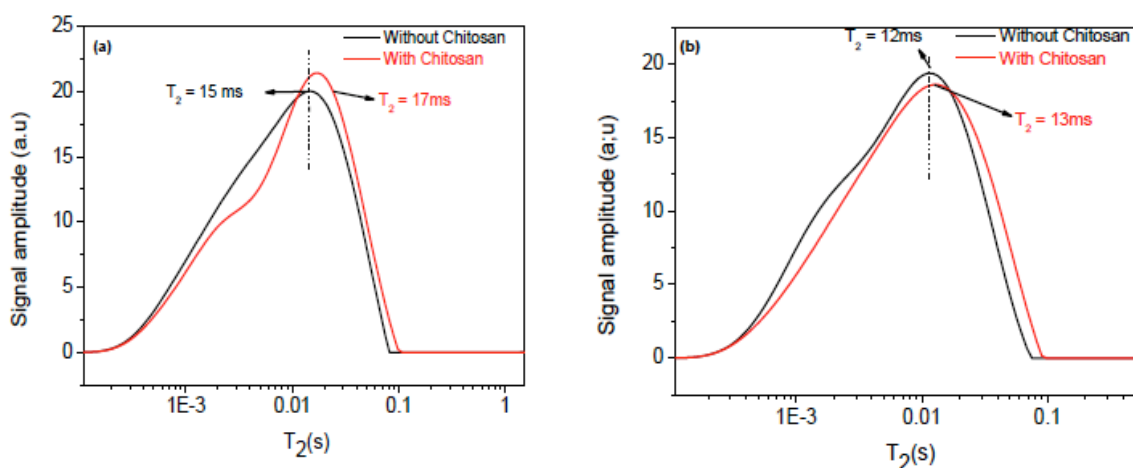 (a)
Without Chitosan
With Chitosan
T2 = 15 ms
T2 = 17ms
25
20
15
10
5
0
Signal amplitude (a.u)
1E-3
0.01
0.1
1
T2(s)
(b)
T2 = 12ms
Without Chitosan
With Chitosan
T2 = 13ms
20
15
10
5
0
Signal amplitude (a;u)
1E-3
0.01
0.1
T2(s)